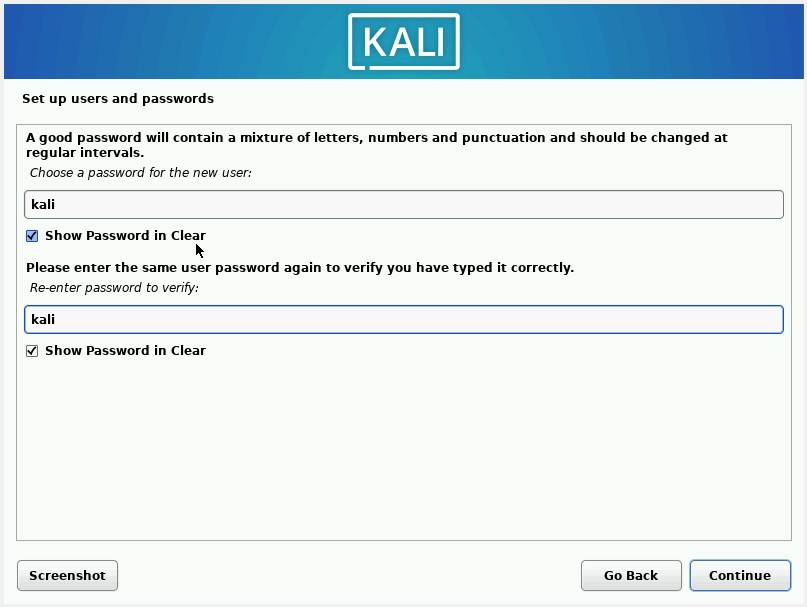 KALI
Set up users and passwords
A good password will contain a mixture of letters, numbers and punctuation and should be changed at
regular intervals.
Choose a password for the new user:
kali
Show Password in Clear
Please enter the same user password again to verify you have typed it correctly.
Re-enter password to verify:
kali
Show Password in Clear
Screenshot
Go Back
Continue